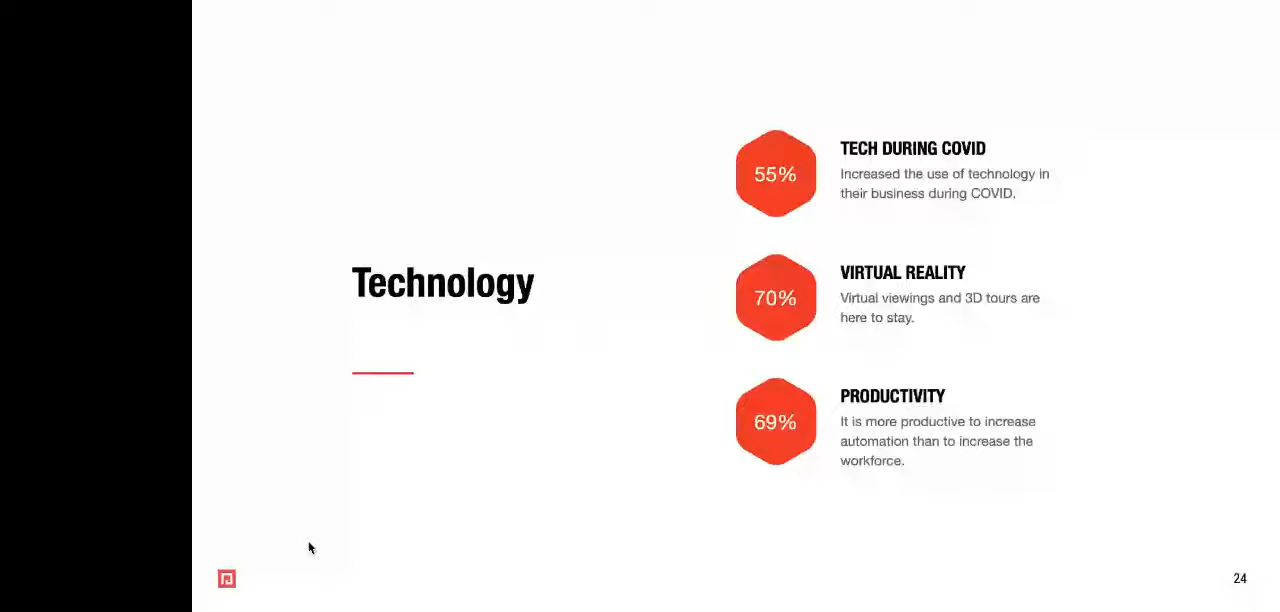 Technology
55%
TECH DURING COVID
Increased the use of technology in
their business during COVID.
70%
VIRTUAL REALITY
Virtual viewings and 3D tours are
here to stay.
69%
PRODUCTIVITY
It is more productive to increase
automation than to increase the
workforce.
24